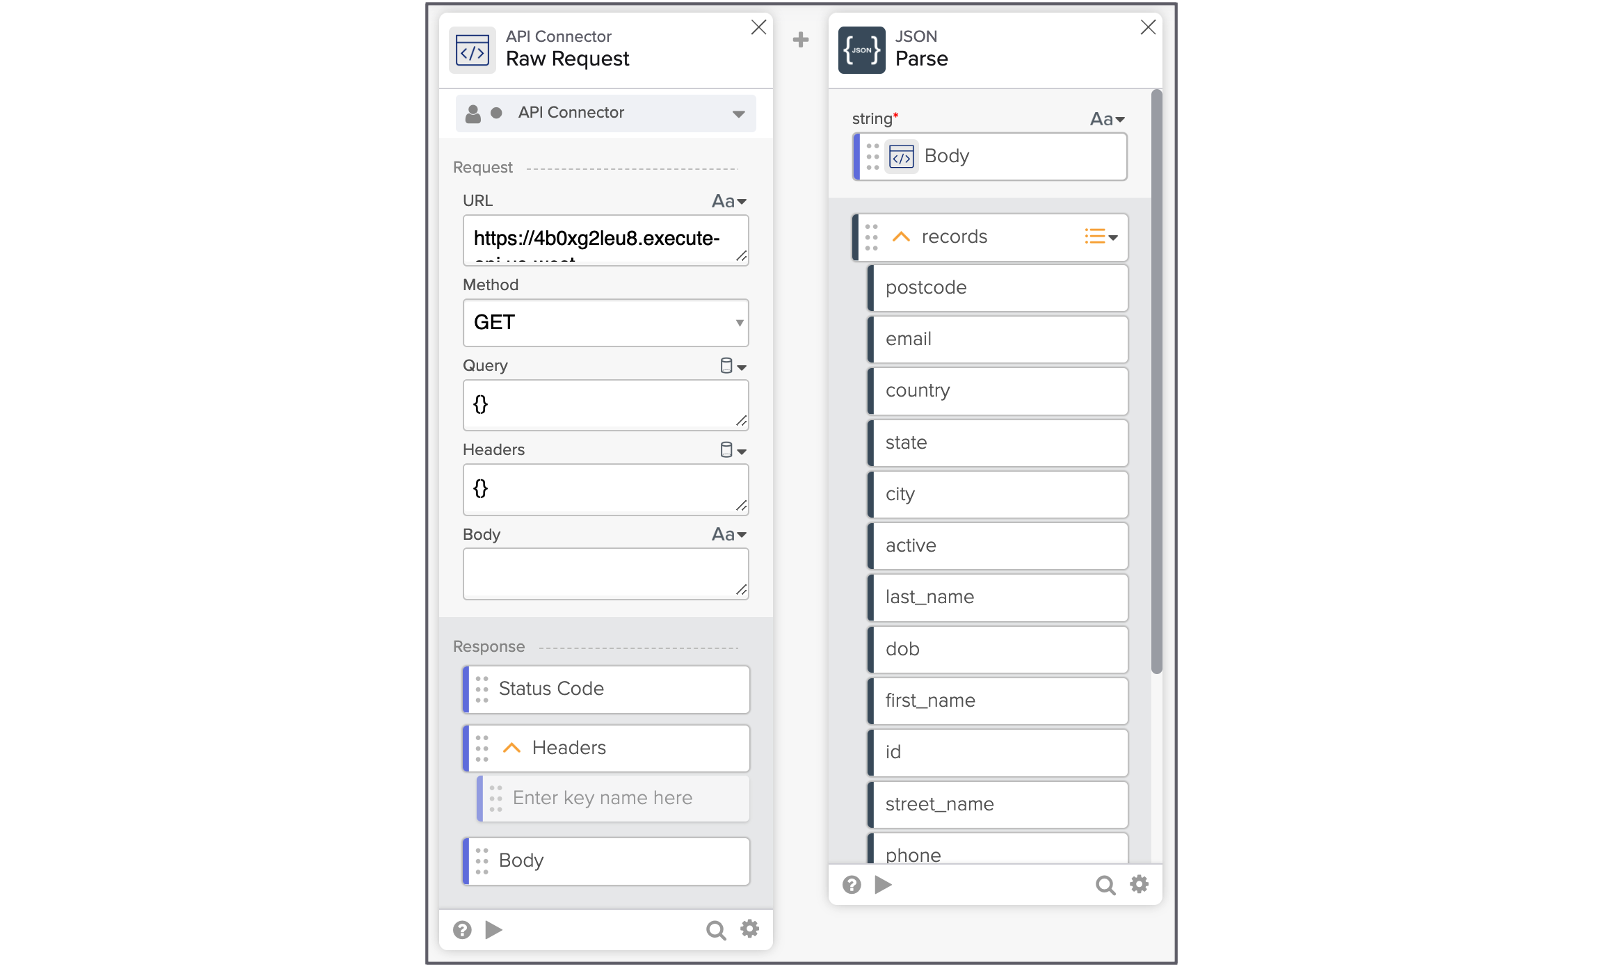 API Connector
Raw Request
API Connector
Request
URL
Aa
https://4b0xg2leu8.execute-
Method
GET
Query
{}
Headers
{}
Body
Aa
Response
Status Code
Headers
Enter key name here
Body
JSON
Parse
string*
Aa
Body
records
postcode
email
country
state
city
active
last_name
dob
first_name
id
street_name
phone